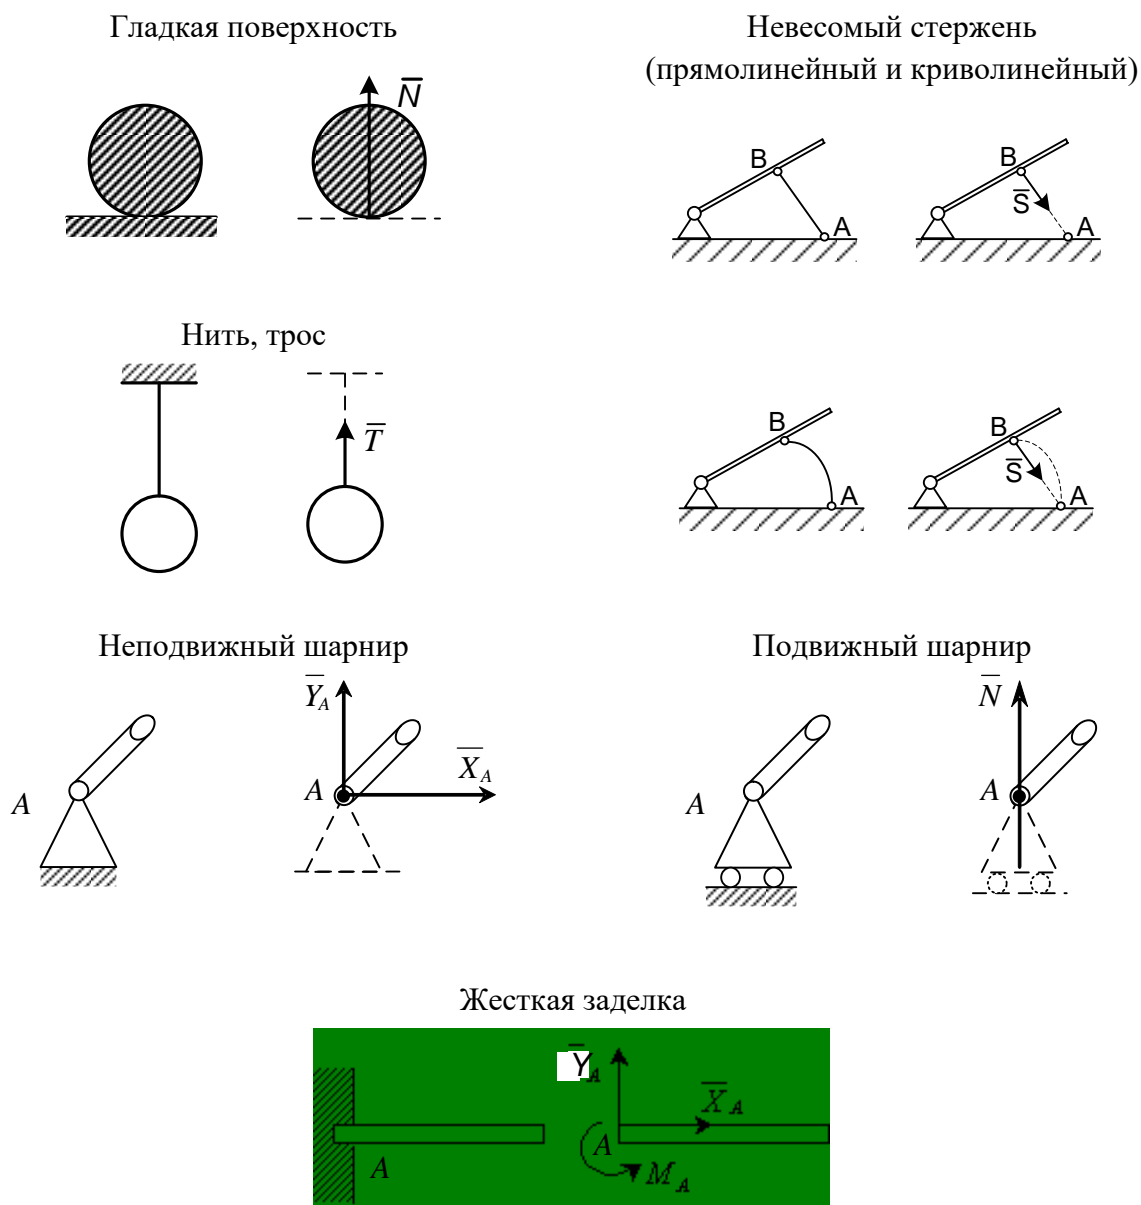 Гладкая поверхность
Невесомый стержень
(прямолинейный и криволинейный)
N
B
A
B
S
A
Нить, трос
T
B
A
B
S
A
Неподвижный шарнир
Подвижный шарнир
A
Y_A
A
X_A
A
N
A
Жесткая заделка
A
Y_A
X_A
A
M_A